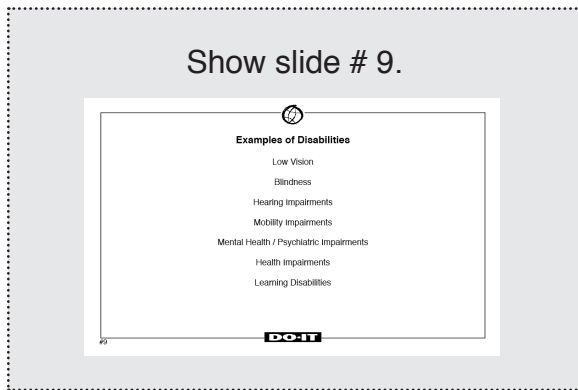 Show slide # 9.
Examples of Disabilities
Low Vision
Blindness
Hearing Impairments
Mobility Impairments
Mental Health / Psychiatric Impairments
Health Impairments
Learning Disabilities
#9
DO-IT